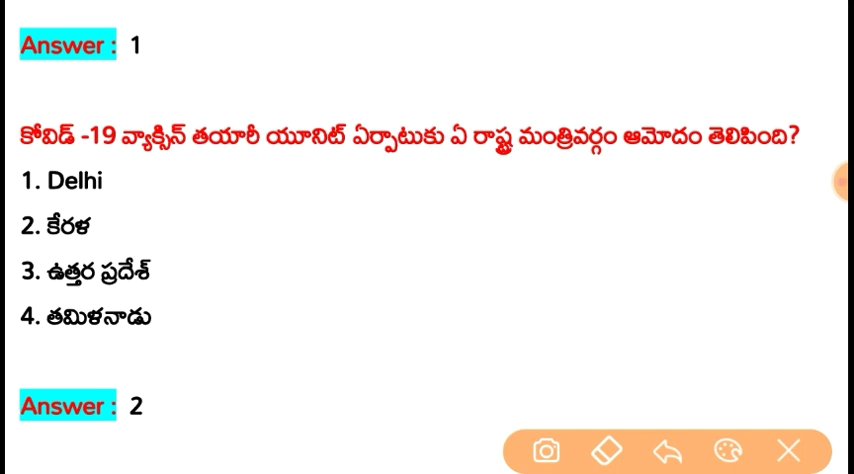 Answer : 1
కోవిడ్ -19 వ్యాక్సిన్ తయారీ యూనిట్ ఏర్పాటుకు ఏ రాష్ట్ర మంత్రివర్గం ఆమోదం తెలిపింది?
1. Delhi
2. కేరళ
3. ఉత్తర ప్రదేశ్
4. తమిళనాడు
Answer : 2